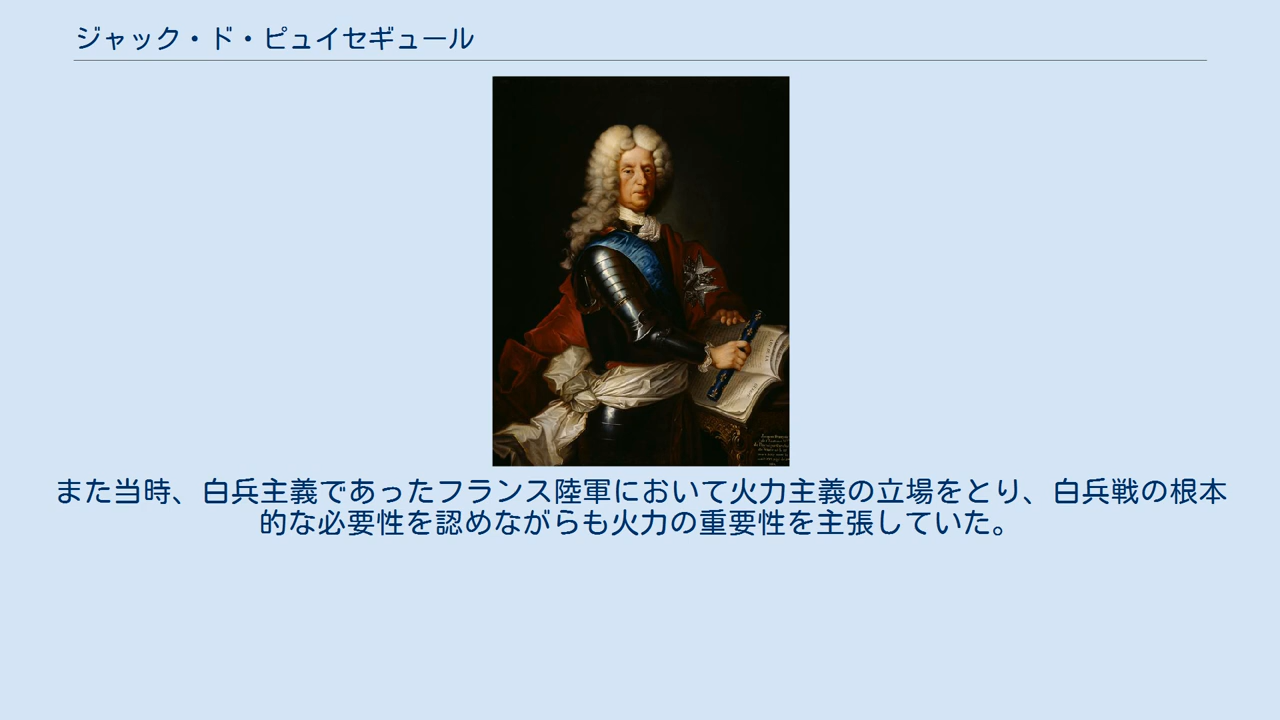 ジャック・ド・ピュイセギュール
また当時、白兵主義であったフランス陸軍において火力主義の立場をとり、白兵戦の根本
的な必要性を認めながらも火力の重要性を主張していた。